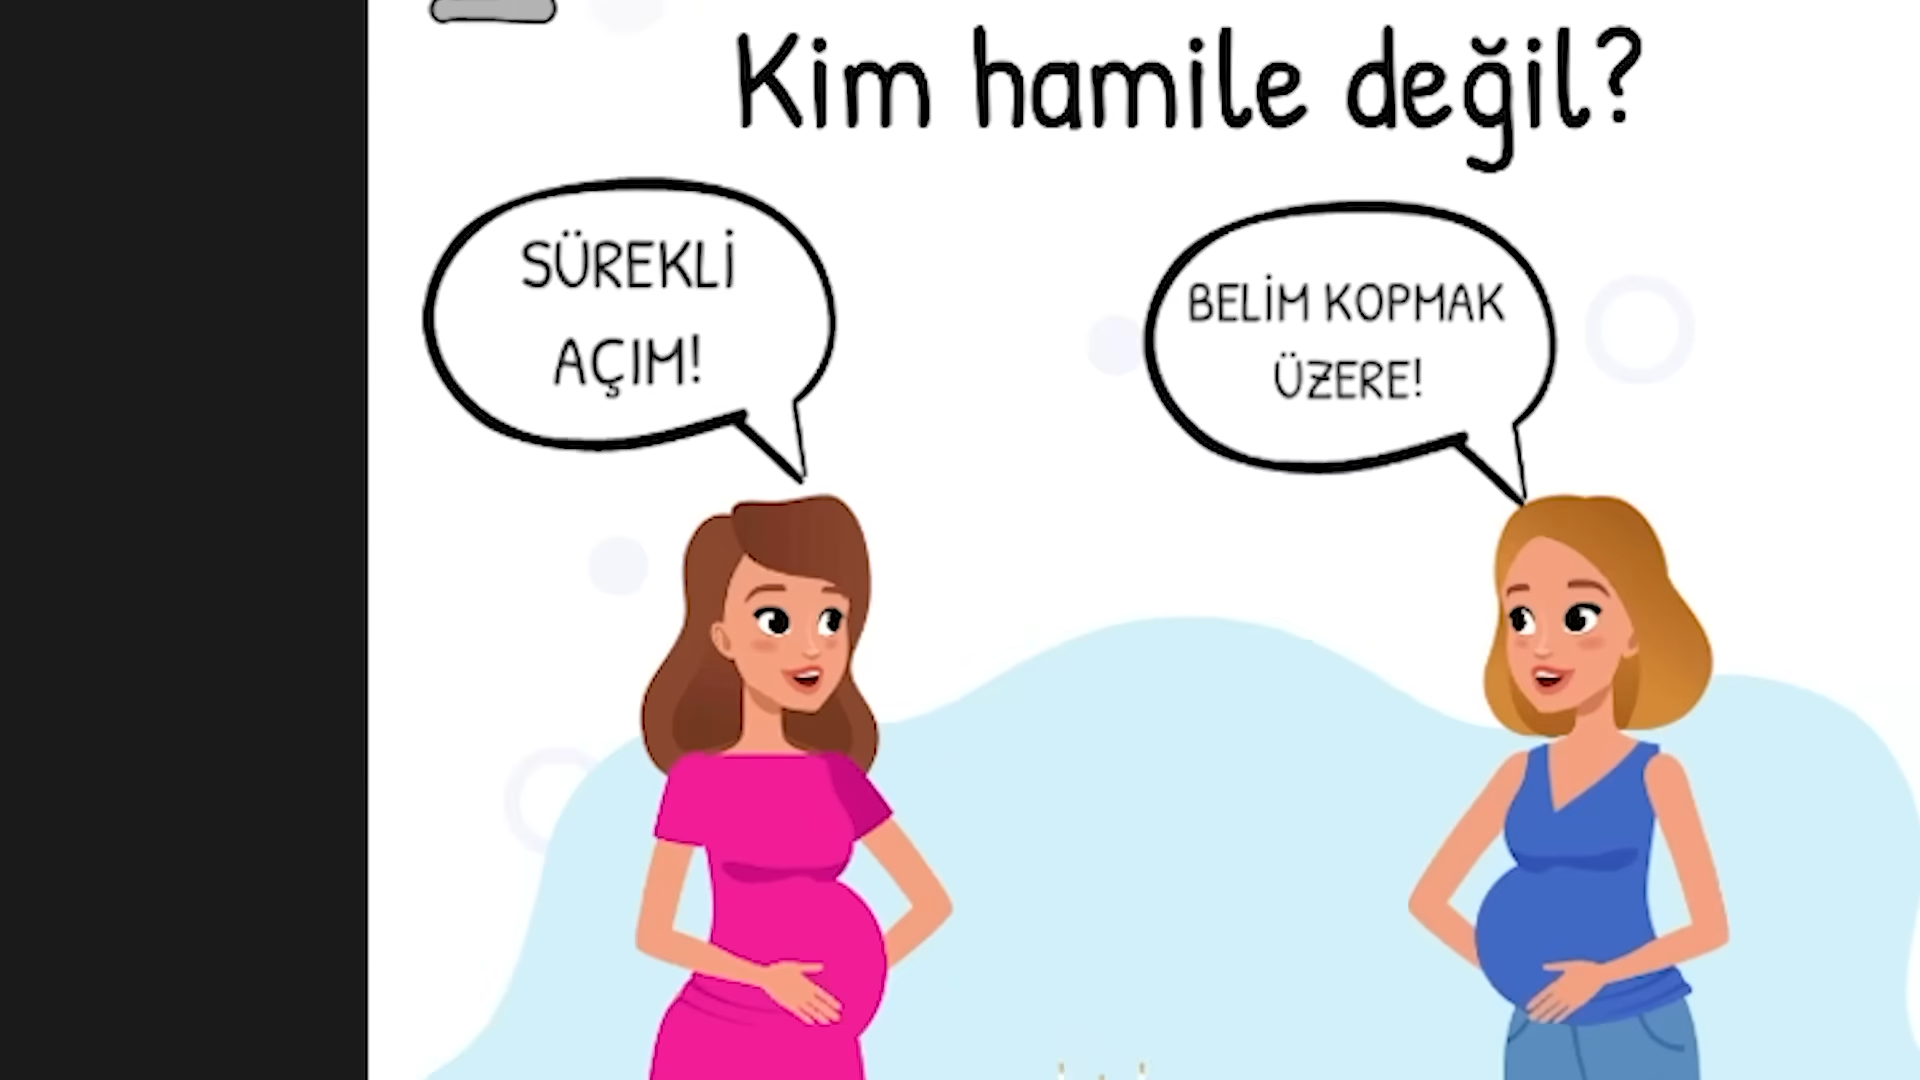 Kim hamile değil?
SÜREKLİ
AÇIM!
BELİM KOPMAK
ÜZERE!